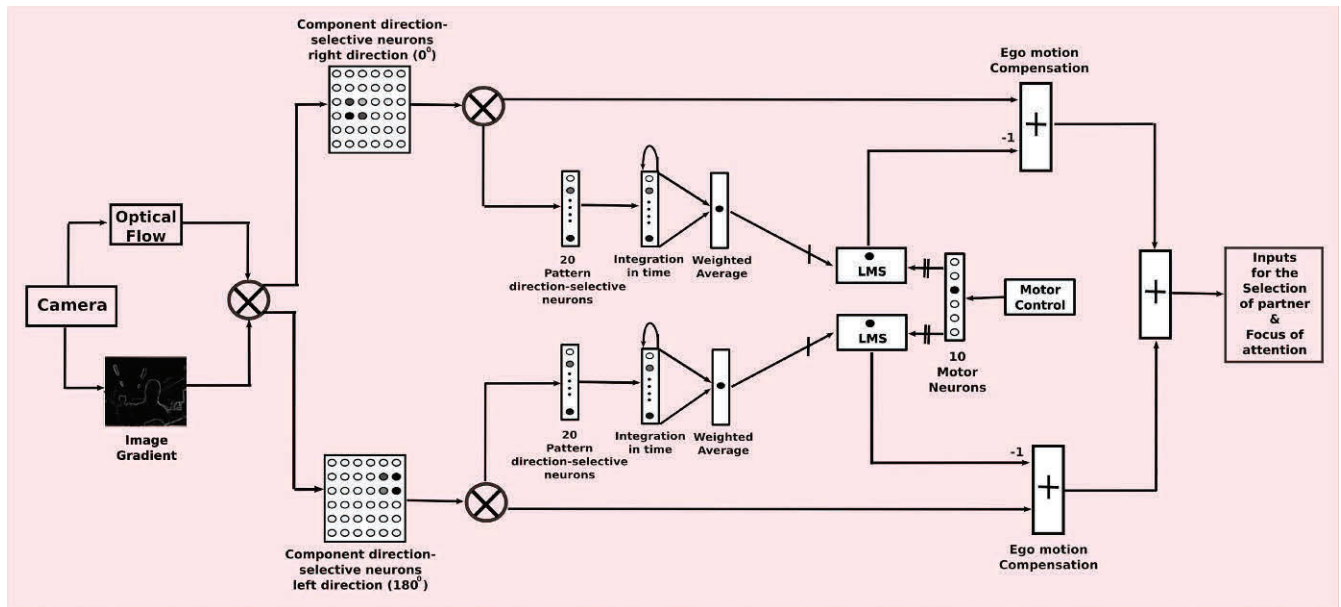 Component direction-
selective neurons
right direction (0⁰)
Ego motion
Compensation
-1
Optical
Flow
Camera
Image
Gradient
20
Pattern
direction-selective
neurons
Integration
in time
Weighted
Average
LMS
Motor
Control
LMS
10
Motor
Neurons
Inputs
for the
Selection
of partner
&
Focus of
attention
20
Pattern
direction-selective
neurons
Integration
in time
Weighted
Average
-1
Ego motion
Compensation
Component direction-
selective neurons
left direction (180⁰)